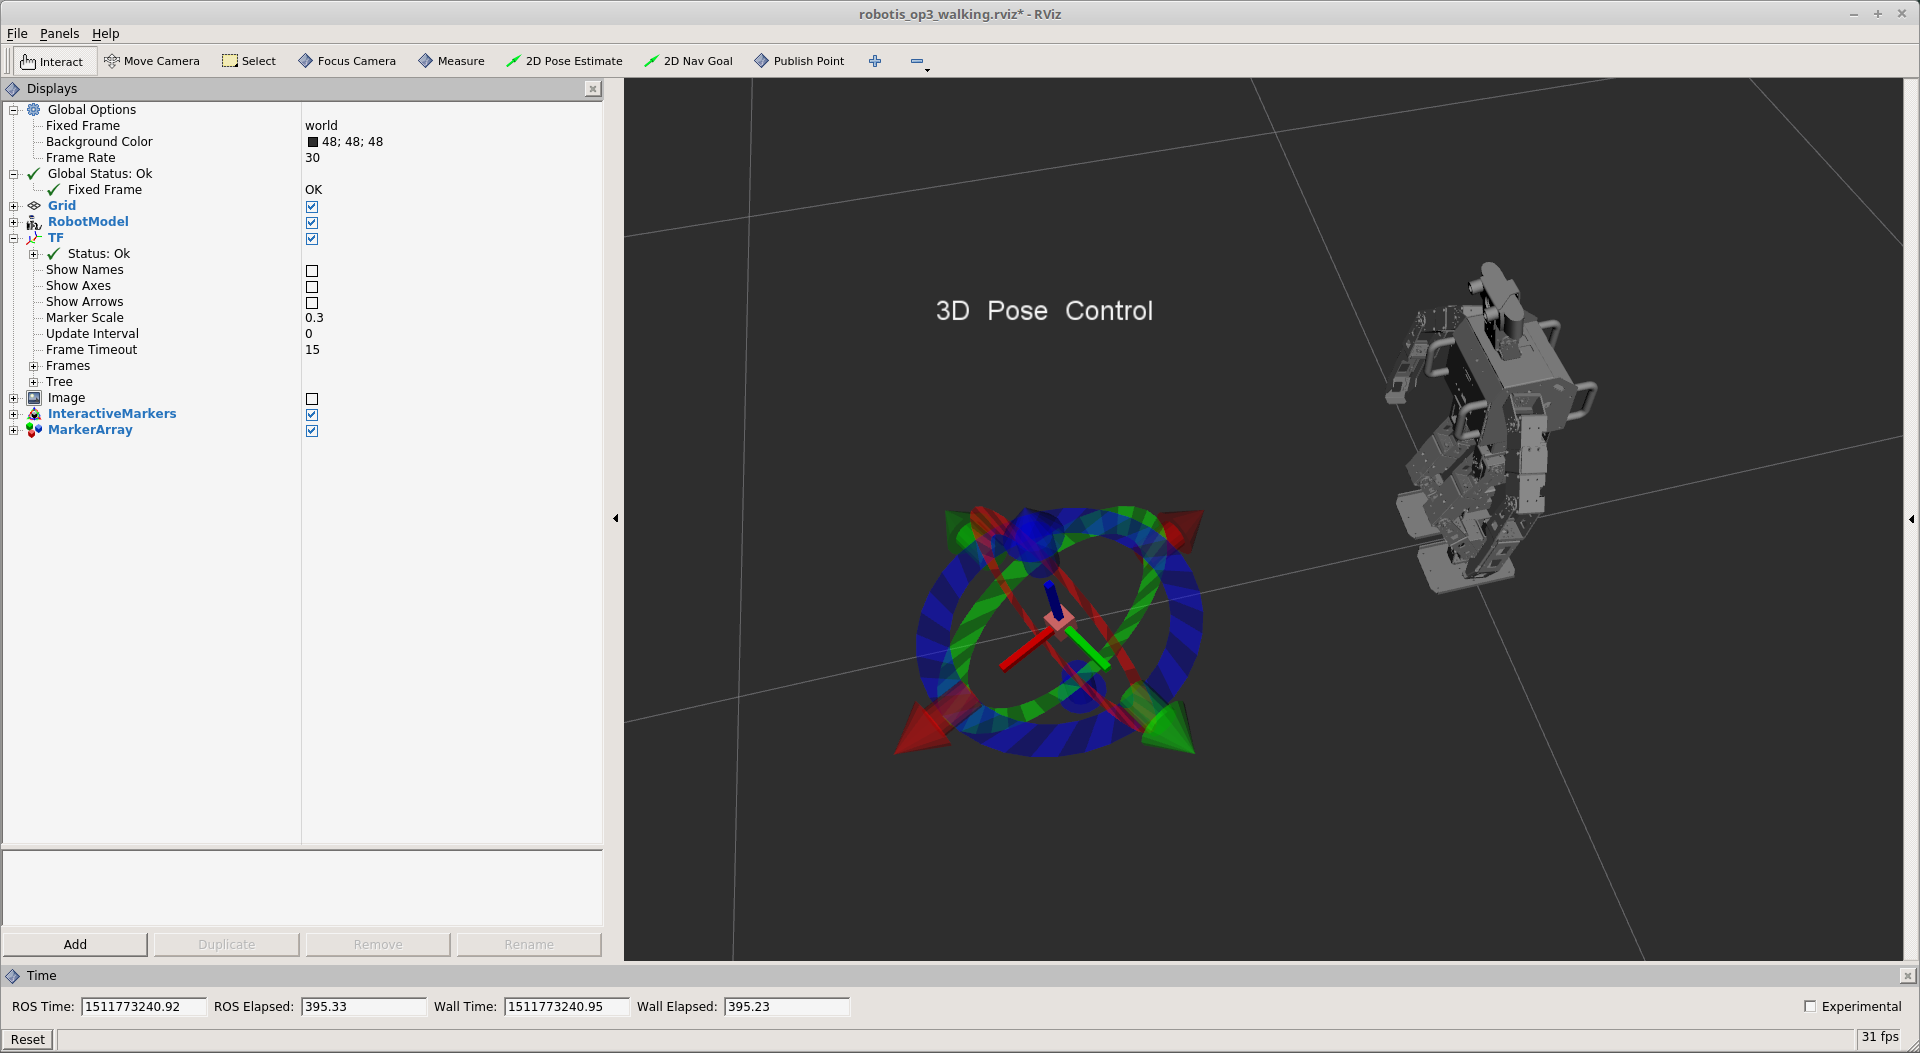 robotis_op3_walking.rviz* - RViz
File Panels Help
Interact Move Camera Select Focus Camera Measure 2D Pose Estimate 2D Nav Goal Publish Point
Displays
Global Options
Fixed Frame world
Background Color 48; 48; 48
Frame Rate 30
Global Status: Ok
Fixed Frame OK
Grid
RobotModel
TF
Status: Ok
Show Names
Show Axes
Show Arrows
Marker Scale 0.3
Update Interval 0
Frame Timeout 15
Frames
Tree
Image
InteractiveMarkers
MarkerArray
3D Pose Control
Add Duplicate Remove Rename
Time
ROS Time: 1511773240.92 ROS Elapsed: 395.33 Wall Time: 1511773240.95 Wall Elapsed: 395.23 Experimental
Reset 31 fps